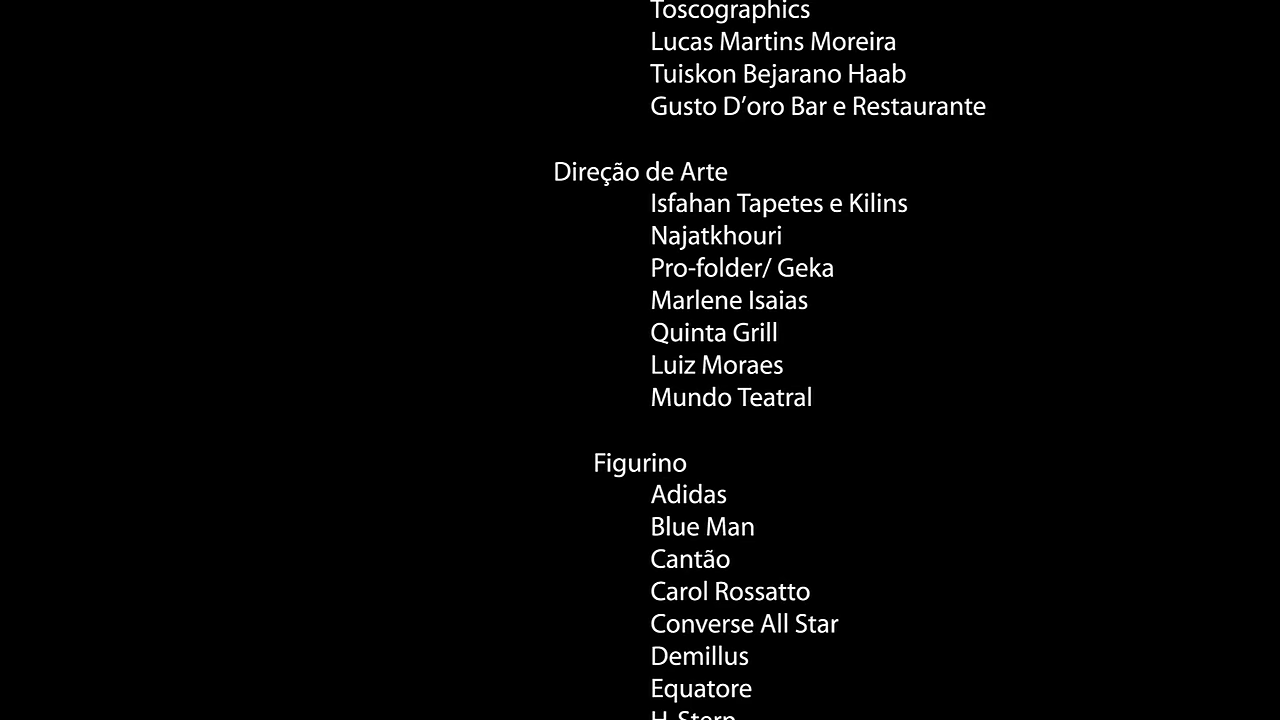 Toscographics
Lucas Martins Moreira
Tuiskon Bejarano Haab
Gusto D’oro Bar e Restaurante
Direção de Arte
Isfahan Tapetes e Kilins
Najatkhouri
Pro-folder/ Geka
Marlene Isaias
Quinta Grill
Luiz Moraes
Mundo Teatral
Figurino
Adidas
Blue Man
Cantão
Carol Rossatto
Converse All Star
Demillus
Equatore
H. Stern